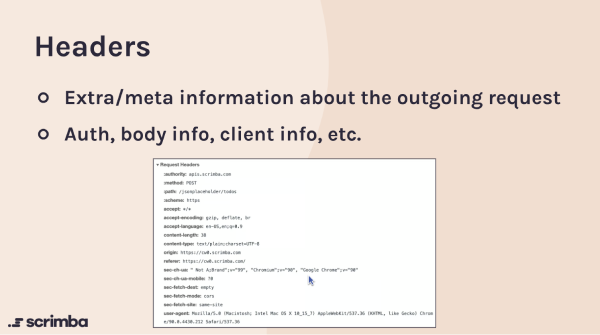 Headers
Extra/meta information about the outgoing request
Auth, body info, client info, etc.
▾ Request Headers
:authority: apis.scrimba.com
:method: POST
:path: /jsonplaceholder/todos
:scheme: https
accept: */*
accept-encoding: gzip, deflate, br
accept-language: en-US,en;q=0.9
content-length: 38
content-type: text/plain;charset=UTF-8
origin: https://cw0.scrimba.com
referer: https://cw0.scrimba.com/
sec-ch-ua: " Not A;Brand";v="99", "Chromium";v="90", "Google Chrome";v="90"
sec-ch-ua-mobile: ?0
sec-fetch-dest: empty
sec-fetch-mode: cors
sec-fetch-site: same-site
user-agent: Mozilla/5.0 (Macintosh; Intel Mac OS X 10_15_7) AppleWebKit/537.36 (KHTML, like Gecko) Chrom
e/90.0.4430.212 Safari/537.36
scrimba